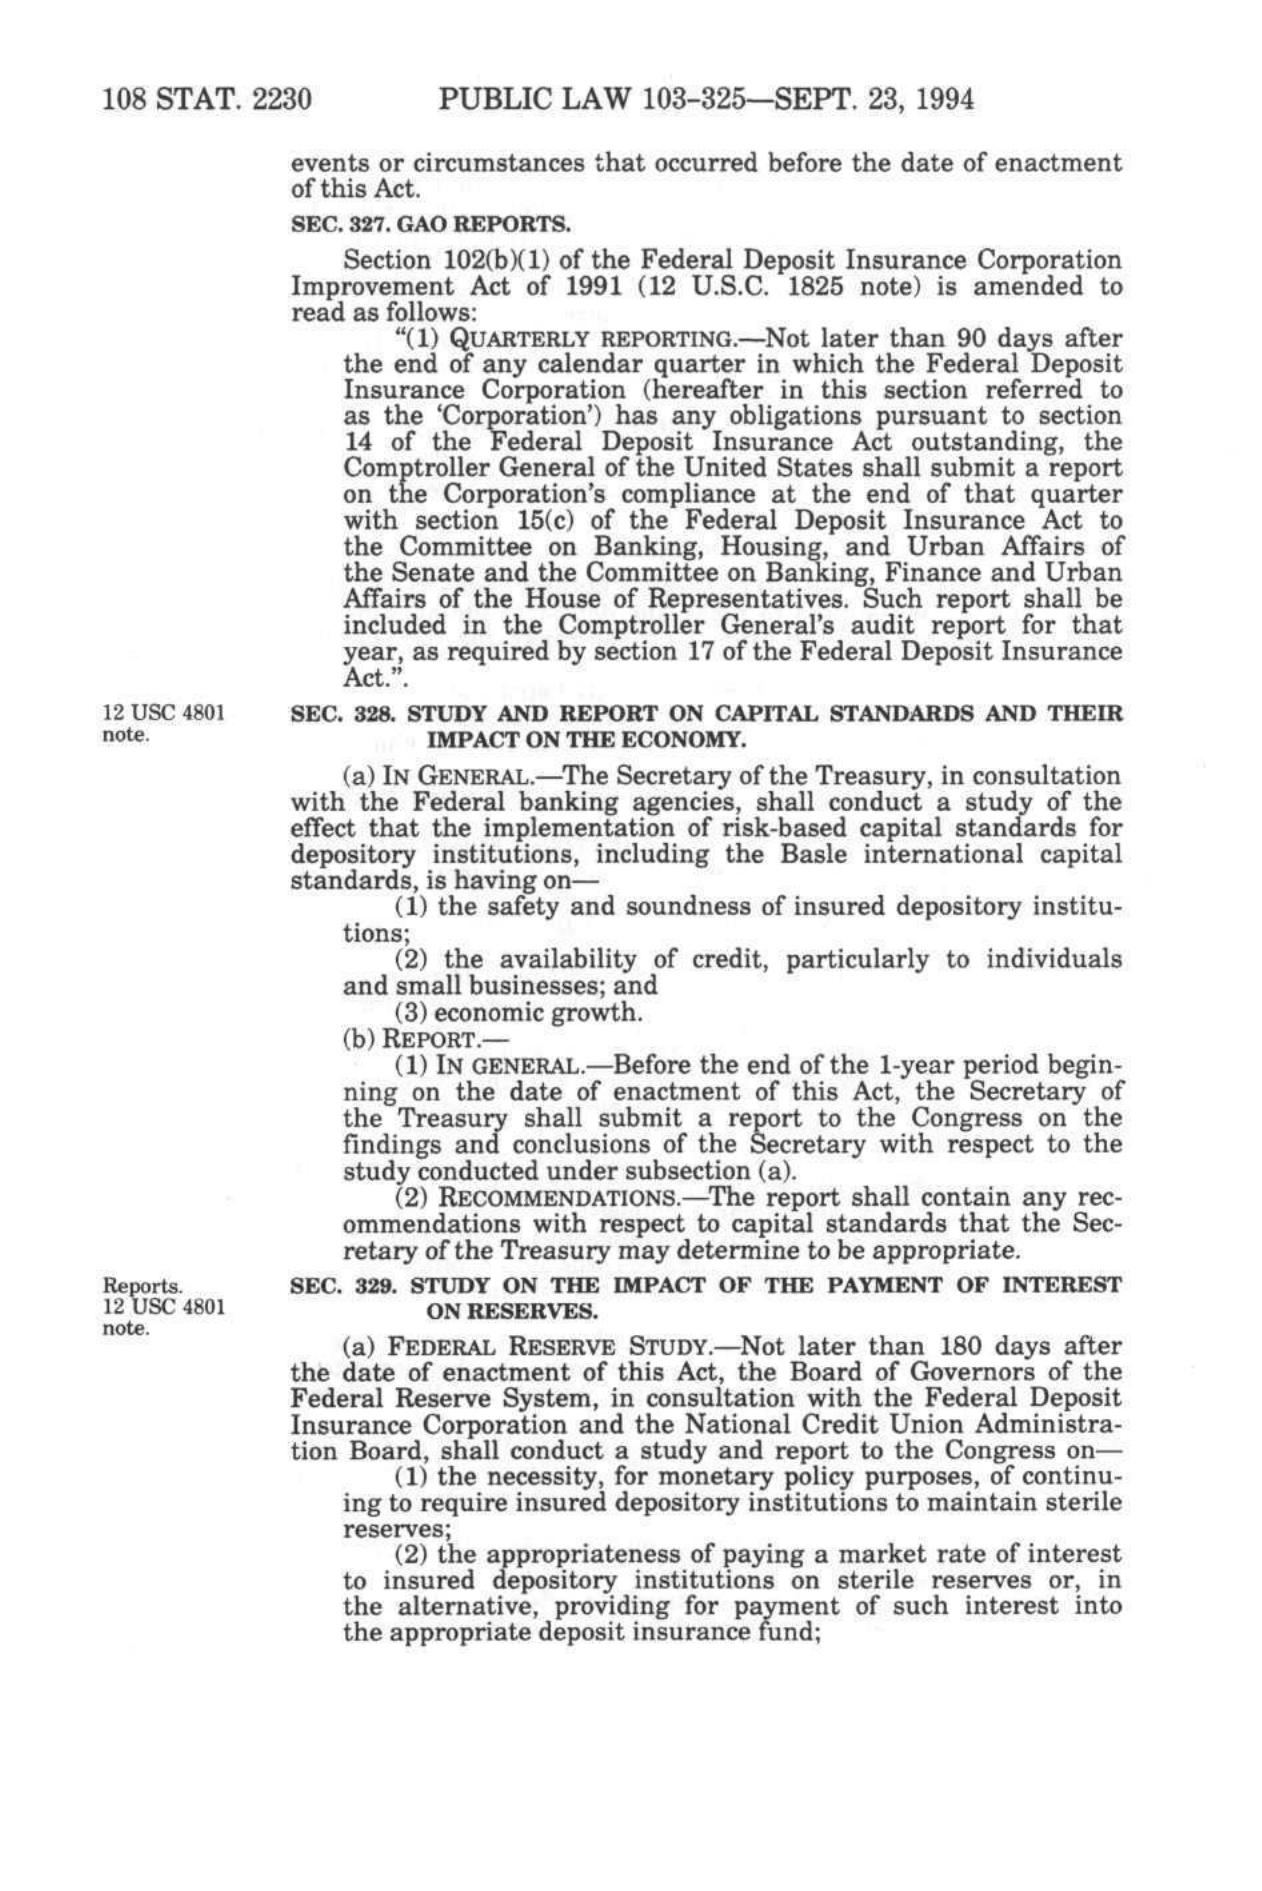 108 STAT. 2230 PUBLIC LAW 103-325—SEPT. 23, 1994
events or circumstances that occurred before the date of enactment
of this Act.
SEC. 327. GAO REPORTS.
Section 102(b)(1) of the Federal Deposit Insurance Corporation
Improvement Act of 1991 (12 U.S.C. 1825 note) is amended to
read as follows:
“(1) QUARTERLY REPORTING.—Not later than 90 days after
the end of any calendar quarter in which the Federal Deposit
Insurance Corporation (hereafter in this section referred to
as the ‘Corporation’) has any obligations pursuant to section
14 of the Federal Deposit Insurance Act outstanding, the
Comptroller General of the United States shall submit a report
on the Corporation’s compliance at the end of that quarter
with section 15(c) of the Federal Deposit Insurance Act to
the Committee on Banking, Housing, and Urban Affairs of
the Senate and the Committee on Banking, Finance and Urban
Affairs of the House of Representatives. Such report shall be
included in the Comptroller General’s audit report for that
year, as required by section 17 of the Federal Deposit Insurance
Act.”.
12 USC 4801
note.
SEC. 328. STUDY AND REPORT ON CAPITAL STANDARDS AND THEIR
IMPACT ON THE ECONOMY.
(a) IN GENERAL.—The Secretary of the Treasury, in consultation
with the Federal banking agencies, shall conduct a study of the
effect that the implementation of risk-based capital standards for
depository institutions, including the Basle international capital
standards, is having on—
(1) the safety and soundness of insured depository institu-
tions;
(2) the availability of credit, particularly to individuals
and small businesses; and
(3) economic growth.
(b) REPORT.—
(1) IN GENERAL.—Before the end of the 1-year period begin-
ning on the date of enactment of this Act, the Secretary of
the Treasury shall submit a report to the Congress on the
findings and conclusions of the Secretary with respect to the
study conducted under subsection (a).
(2) RECOMMENDATIONS.—The report shall contain any rec-
ommendations with respect to capital standards that the Sec-
retary of the Treasury may determine to be appropriate.
Reports.
12 USC 4801
note.
SEC. 329. STUDY ON THE IMPACT OF THE PAYMENT OF INTEREST
ON RESERVES.
(a) FEDERAL RESERVE STUDY.—Not later than 180 days after
the date of enactment of this Act, the Board of Governors of the
Federal Reserve System, in consultation with the Federal Deposit
Insurance Corporation and the National Credit Union Administra-
tion Board, shall conduct a study and report to the Congress on—
(1) the necessity, for monetary policy purposes, of continu-
ing to require insured depository institutions to maintain sterile
reserves;
(2) the appropriateness of paying a market rate of interest
to insured depository institutions on sterile reserves or, in
the alternative, providing for payment of such interest into
the appropriate deposit insurance fund;